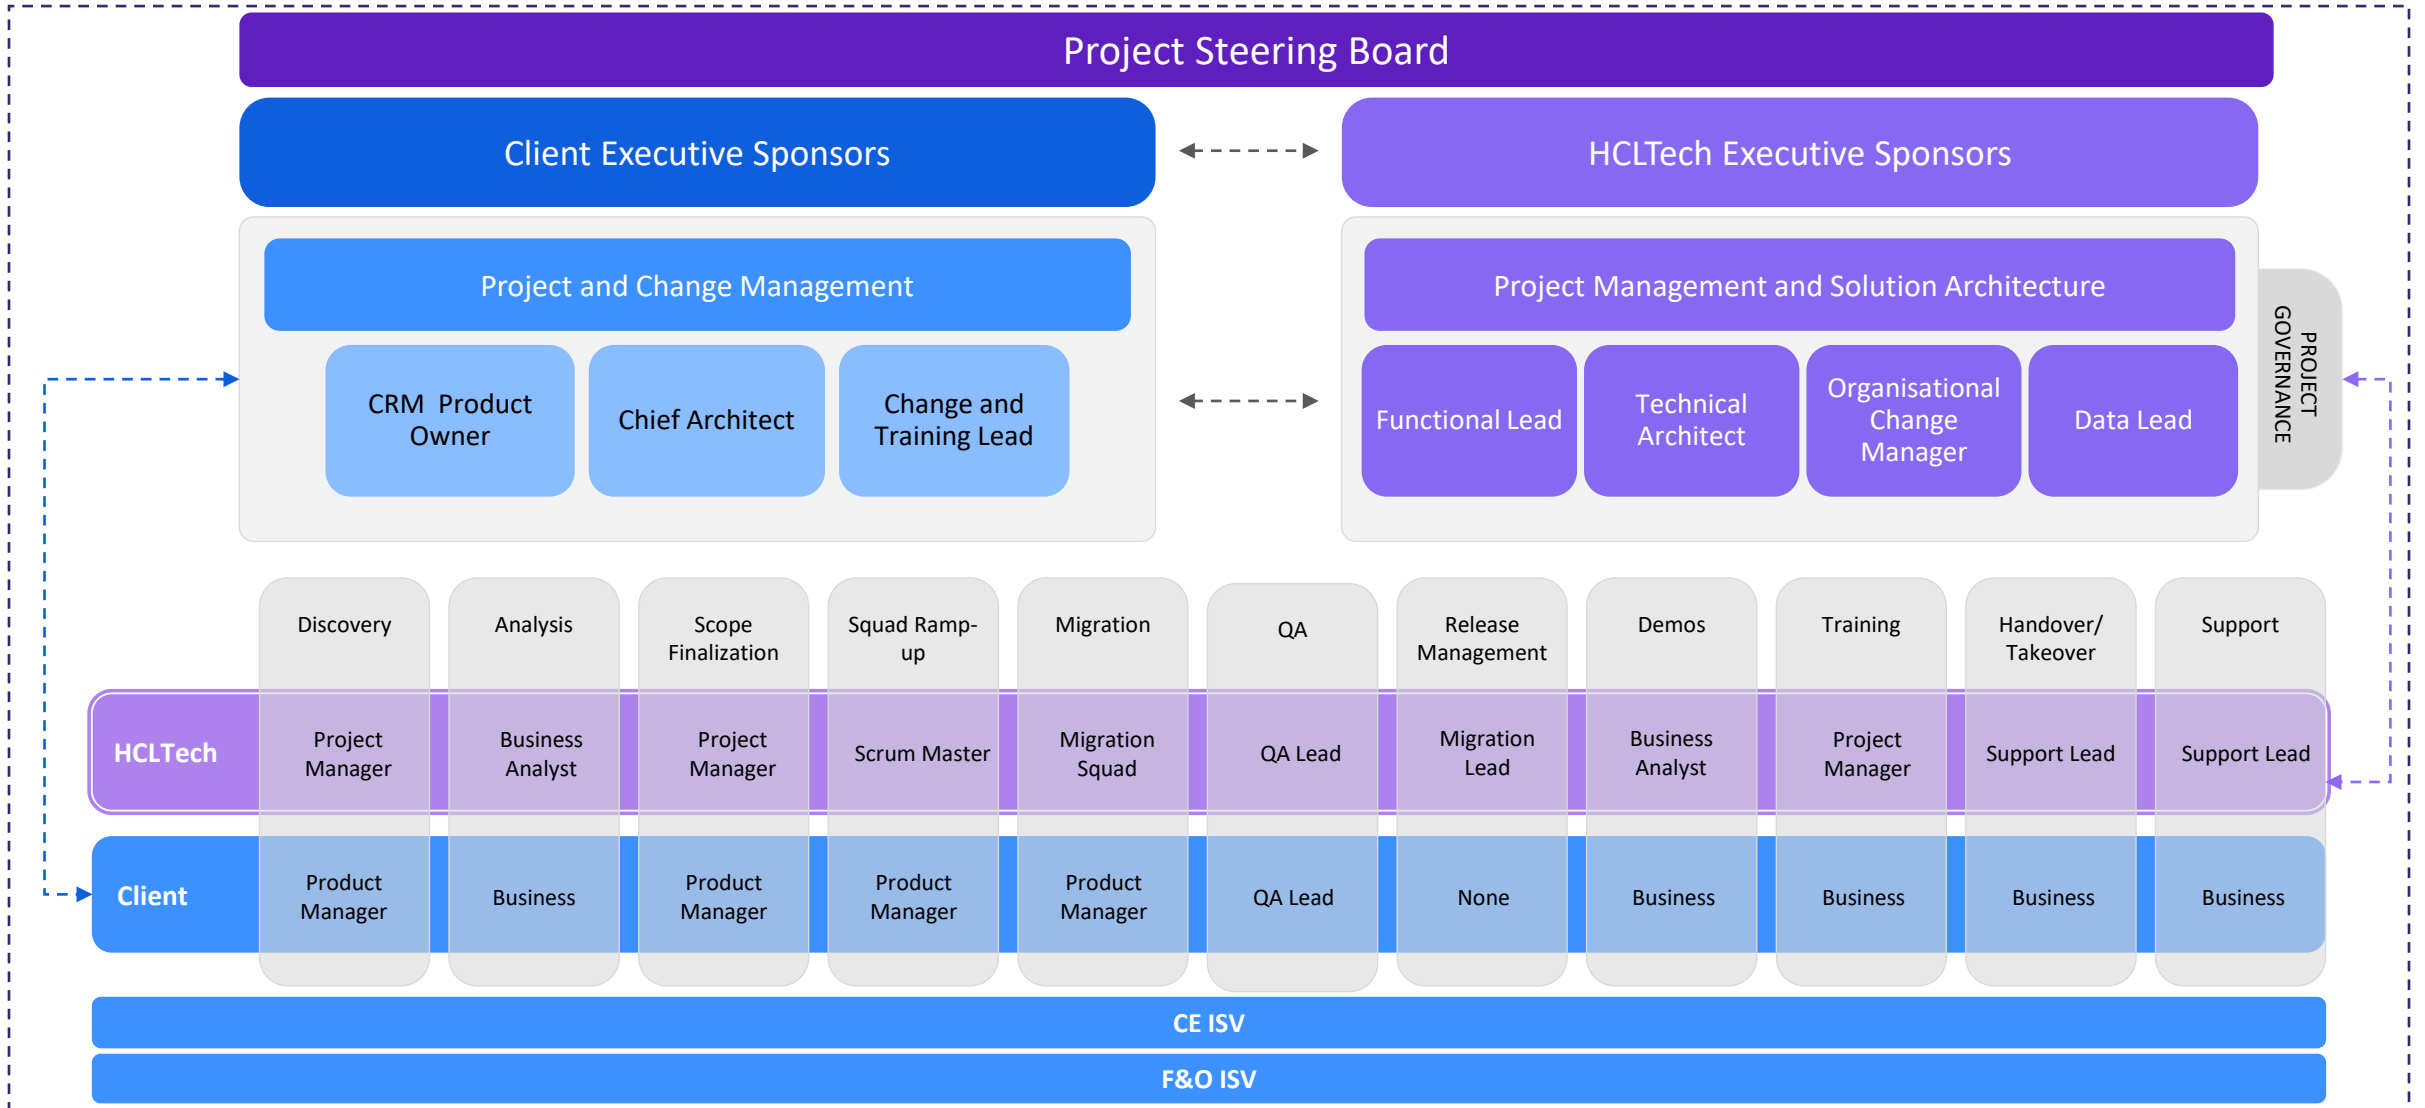 Project Steering Board
Client Executive Sponsors
HCLTech Executive Sponsors
Project and Change Management
Project Management and Solution Architecture
CRM  Product
Owner
Chief Architect
Change and
Training Lead
Functional Lead
Technical
Architect
Organisational
Change
Manager
Data Lead
PROJECT
GOVERNANCE
Discovery
Analysis
Scope
Finalization
Squad Ramp-
up
Migration
QA
Release
Management
Demos
Training
Handover/
Takeover
Support
HCLTech
Project
Manager
Business
Analyst
Project
Manager
Scrum Master
Migration
Squad
QA Lead
Migration
Lead
Business
Analyst
Project
Manager
Support Lead
Support Lead
Client
Product
Manager
Business
Product
Manager
Product
Manager
Product
Manager
QA Lead
None
Business
Business
Business
Business
CE ISV
F&O ISV